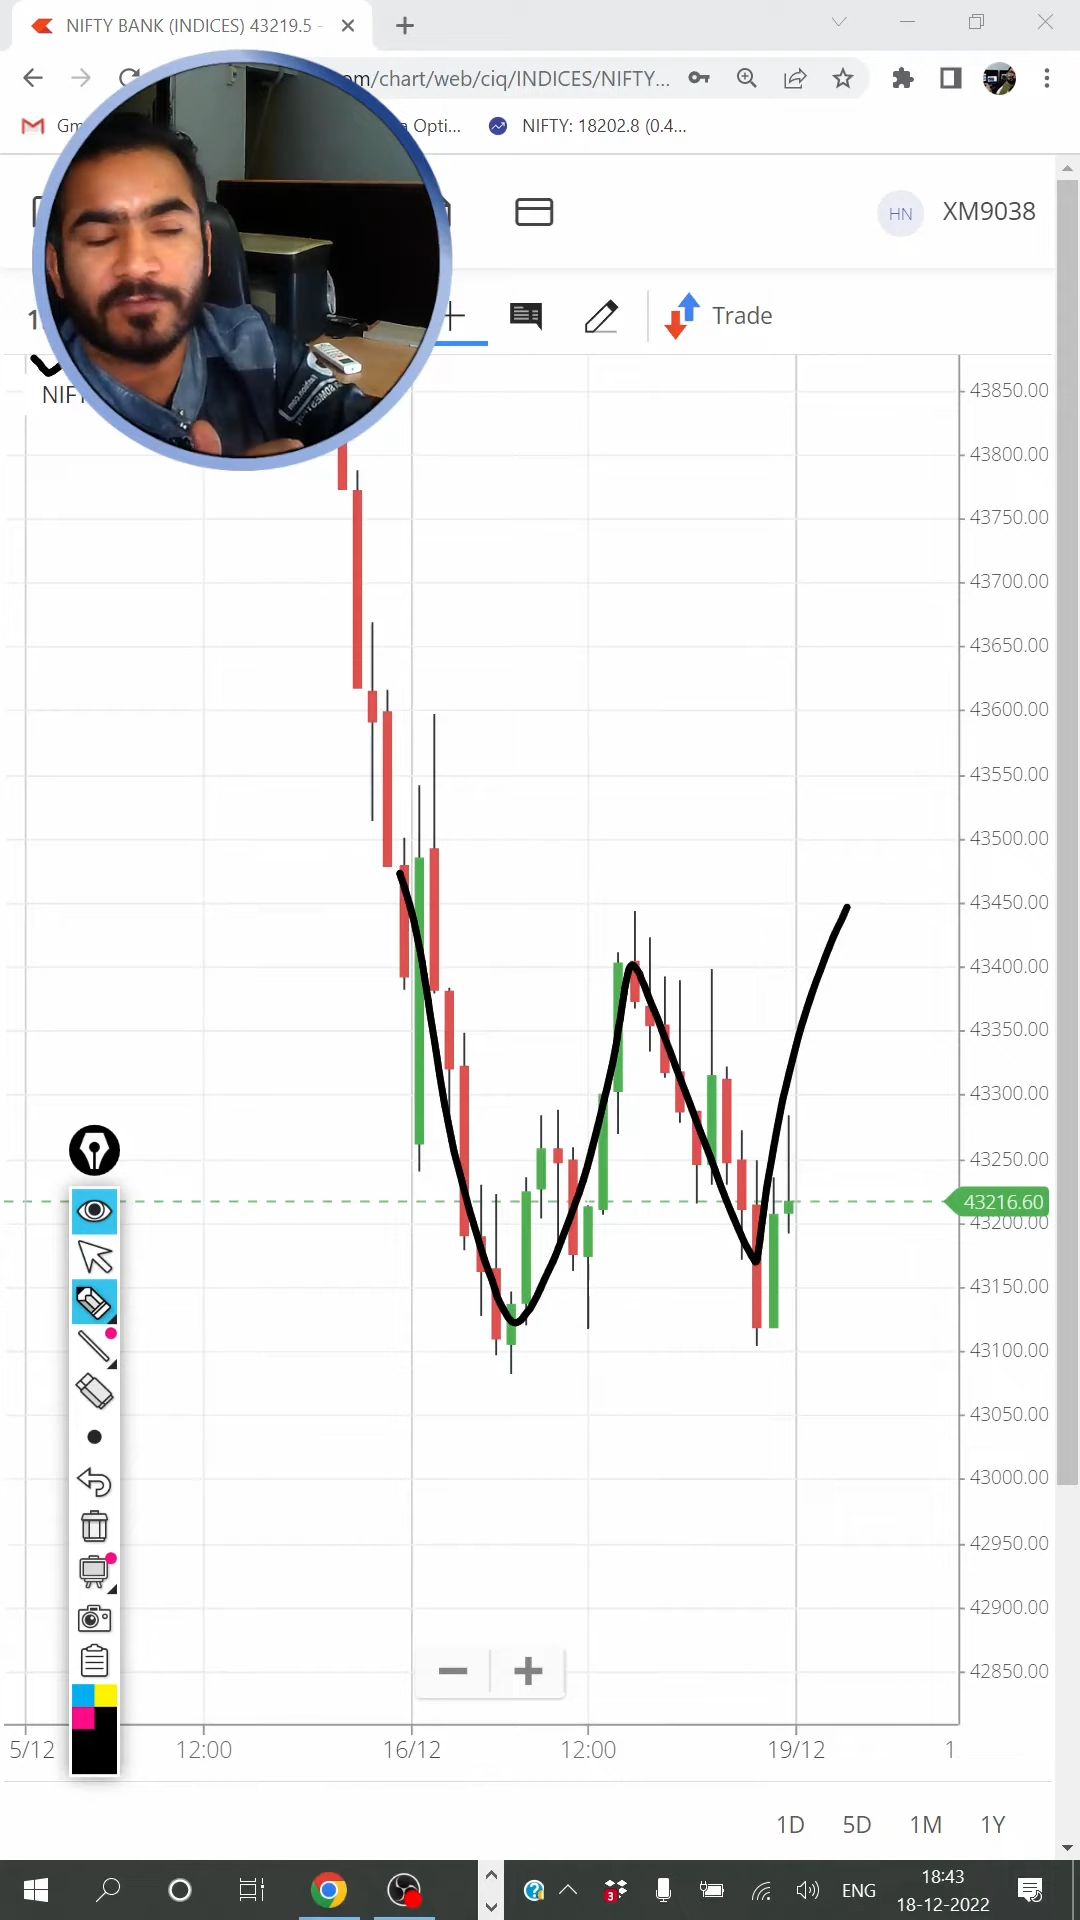 NIFTY BANK (INDICES) 43219.5 -
om/chart/web/ciq/INDICES/NIFTY...
Gm
a Opti...
NIFTY: 18202.8 (0.4...
HN
XM9038
Trade
NIF
43850.00
43800.00
43750.00
43700.00
43650.00
43600.00
43550.00
43500.00
43450.00
43400.00
43350.00
43300.00
43250.00
43216.60
43200.00
43150.00
43100.00
43050.00
43000.00
42950.00
42900.00
42850.00
5/12
12:00
16/12
12:00
19/12
1
1D
5D
1M
1Y
3
ENG
18:43
18-12-2022